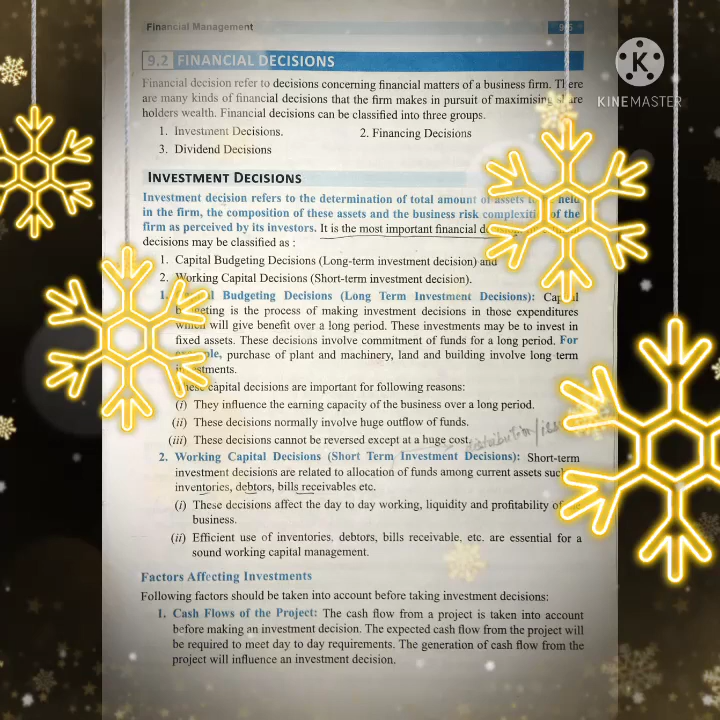 Financial Management
9.2 FINANCIAL DECISIONS
KINEMASTER
Financial decision refer to decisions concerning financial matters of a business firm. There
are many kinds of financial decisions that the firm makes in pursuit of maximising share
holders wealth. Financial decisions can be classified into three groups.
1. Investment Decisions. 2. Financing Decisions
3. Dividend Decisions
INVESTMENT DECISIONS
Investment decision refers to the determination of total amount of assets held
in the firm, the composition of these assets and the business risk of the
firm as perceived by its investors. It is the most important financial
decisions may be classified as :
1. Capital Budgeting Decisions (Long-term investment decision) and
2. Working Capital Decisions (Short-term investment decision).
1. Budgeting Decisions (Long Term Investment Decisions): Capital
budgeting is the process of making investment decisions in those expenditures
which will give benefit over a long period. These investments may be to invest in
fixed assets. These decisions involve commitment of funds for a long period. For
example, purchase of plant and machinery, land and building involve long term
investments.
These capital decisions are important for following reasons:
(i) They influence the earning capacity of the business over a long period.
(ii) These decisions normally involve huge outflow of funds.
(iii) These decisions cannot be reversed except at a huge cost.
2. Working Capital Decisions (Short Term Investment Decisions): Short-term
investment decisions are related to allocation of funds among current assets such
inventories, debtors, bills receivables etc.
(i) These decisions affect the day to day working, liquidity and profitability of
business.
(ii) Efficient use of inventories, debtors, bills receivable, etc. are essential for a
sound working capital management.
Factors Affecting Investments
Following factors should be taken into account before taking investment decisions:
1. Cash Flows of the Project: The cash flow from a project is taken into account
before making an investment decision. The expected cash flow from the project will
be required to meet day to day requirements. The generation of cash flow from the
project will influence an investment decision.